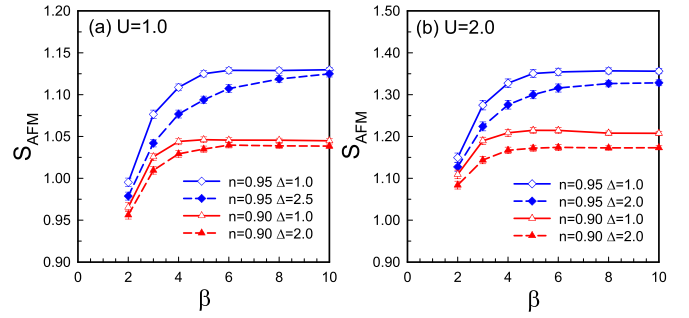 (a) U=1.0
1.20
1.15
1.10
1.05
1.00
0.95
0.90
S_AFM
0 2 4 6 8 10
β
n=0.95 Δ=1.0
n=0.95 Δ=2.5
n=0.90 Δ=1.0
n=0.90 Δ=2.0
(b) U=2.0
1.50
1.40
1.30
1.20
1.10
1.00
0.90
S_AFM
0 2 4 6 8 10
β
n=0.95 Δ=1.0
n=0.95 Δ=2.0
n=0.90 Δ=1.0
n=0.90 Δ=2.0